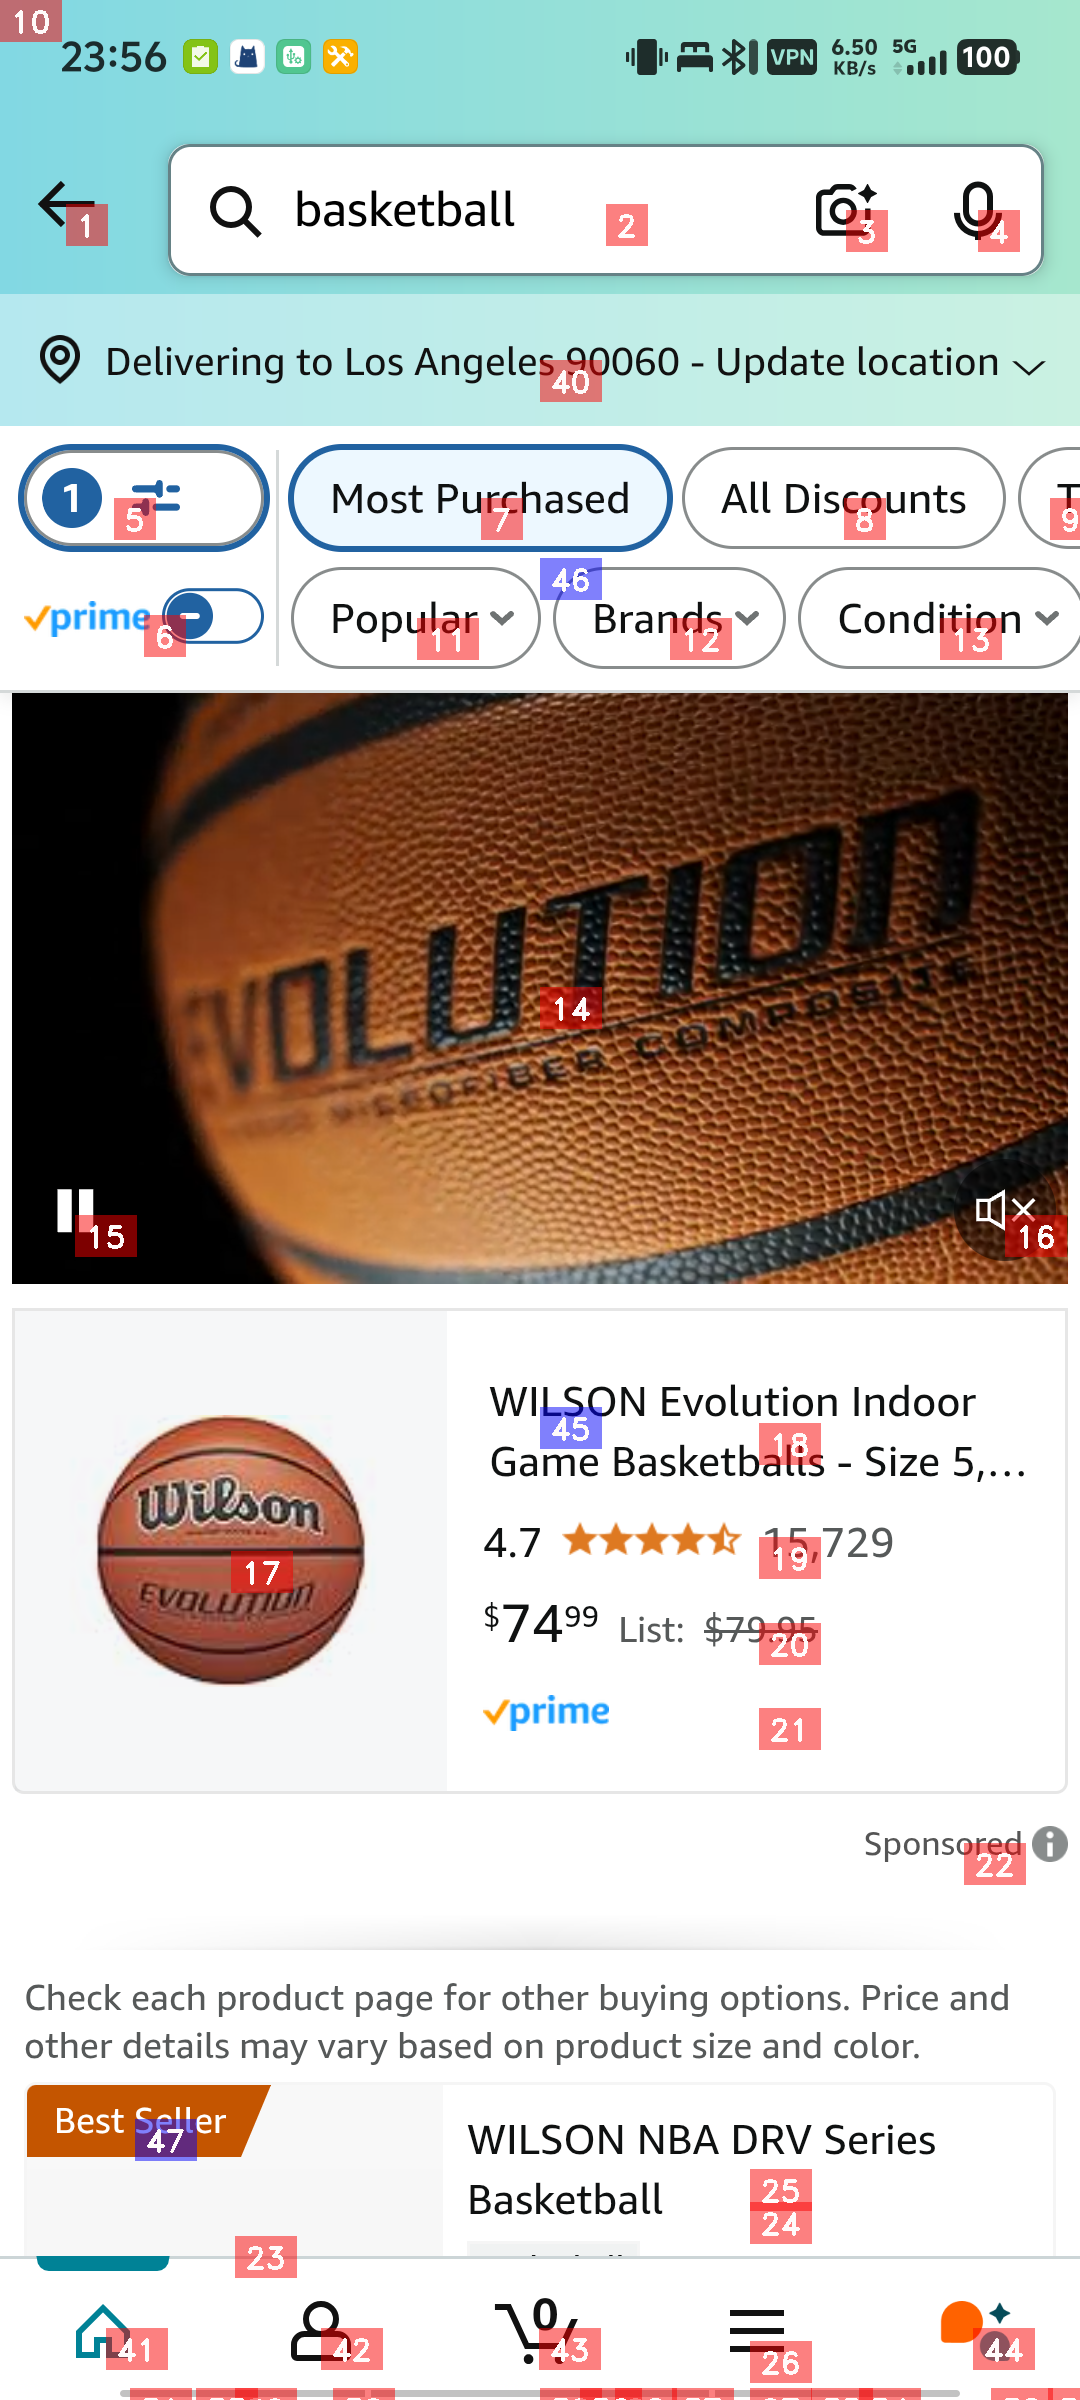 10
23:56
VPN
6.50 KB/s
5G
100
1
basketball
2
3
4
Delivering to Los Angeles 90060 - Update location
40
1
5
Most Purchased
7
All Discounts
8
T
9
46
prime
6
Popular
11
Brands
12
Condition
13
EVOLUTION
MICROFIBER COMPOSITE
14
15
16
Wilson
EVOLUTION
17
WILSON Evolution Indoor
45
18
Game Basketballs - Size 5,...
4.7
15,729
19
$74.99 List: $79.95
20
prime
21
Sponsored
22
Check each product page for other buying options. Price and
other details may vary based on product size and color.
Best Seller
47
WILSON NBA DRV Series
Basketball
25
24
23
0
41
42
43
26
44